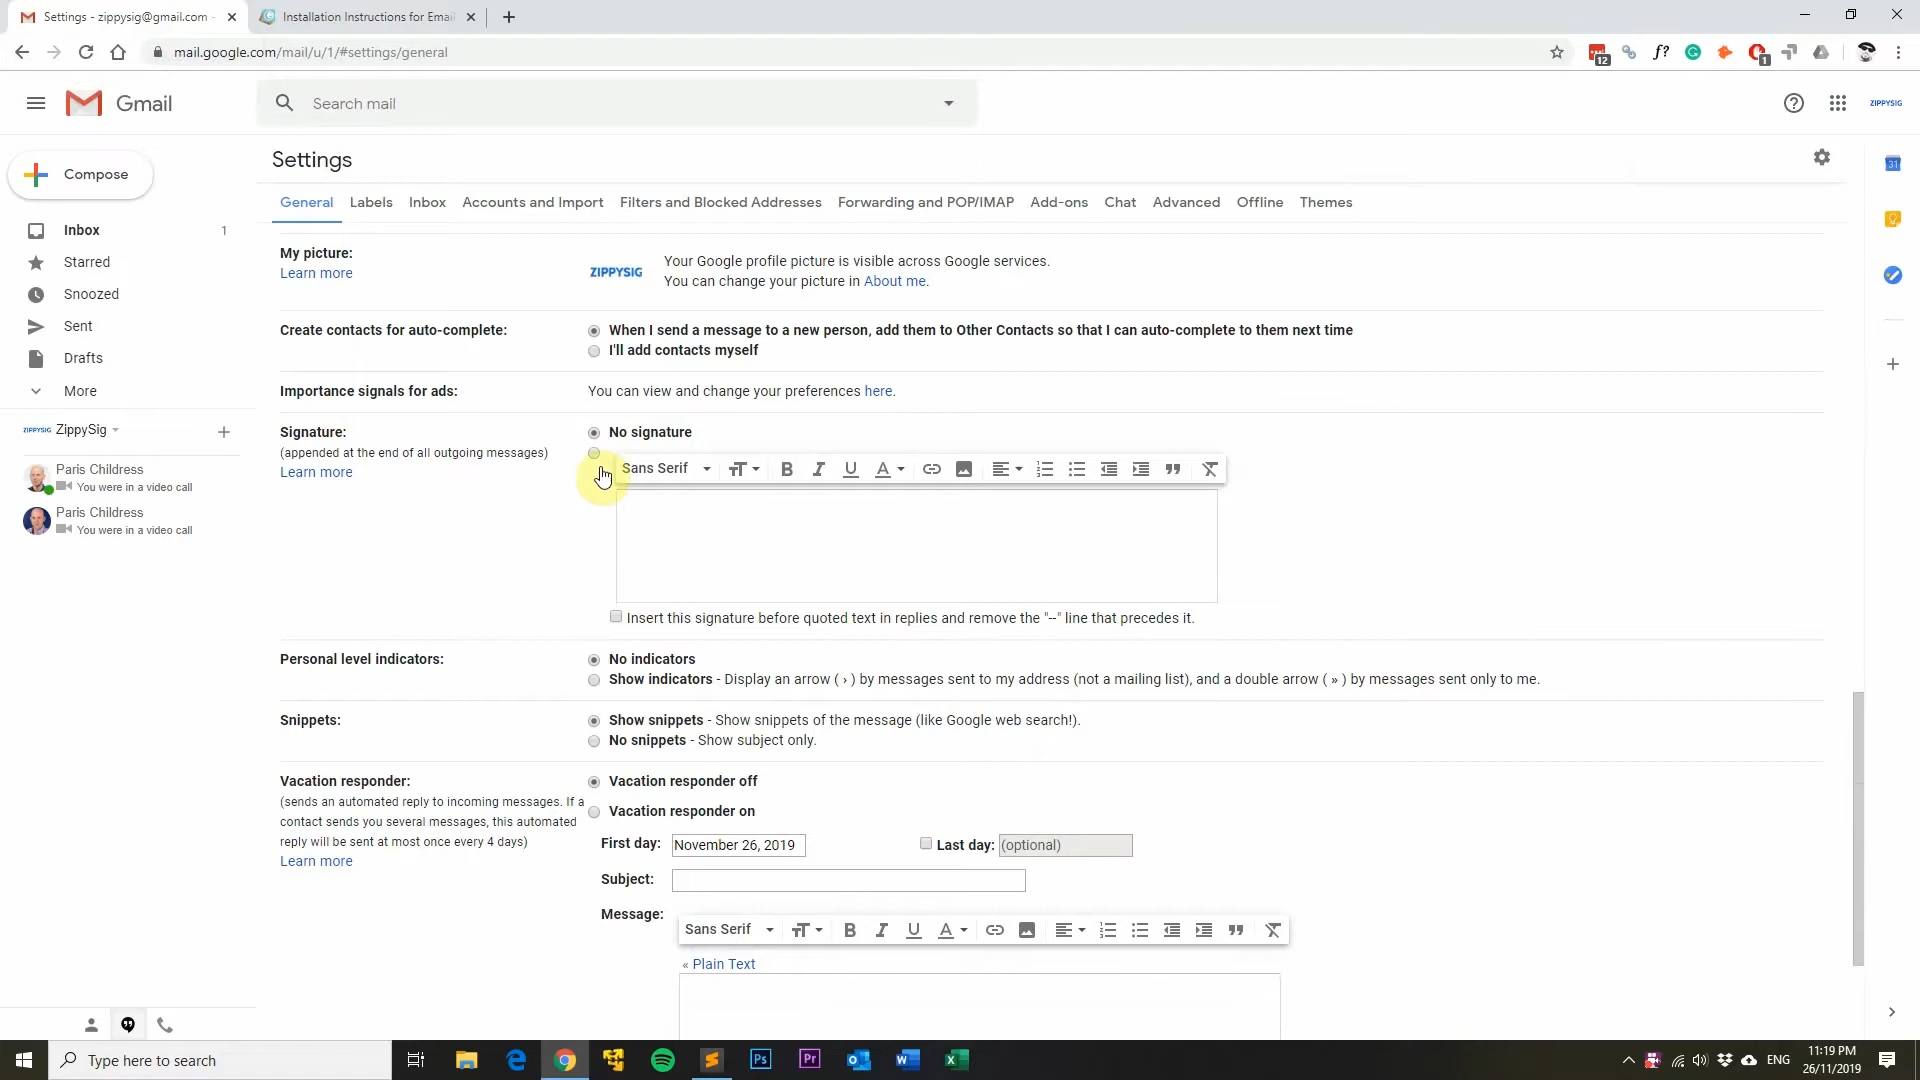 Settings - zippysig@gmail.com -
Installation Instructions for Email
mail.google.com/mail/u/1/#settings/general
12
f?
1
Gmail
Search mail
ZIPPYSIG
Compose
Settings
31
General Labels Inbox Accounts and Import Filters and Blocked Addresses Forwarding and POP/IMAP Add-ons Chat Advanced Offline Themes
Inbox 1
Starred
Snoozed
Sent
Drafts
More
ZIPPYSIG ZippySig
Paris Childress
You were in a video call
Paris Childress
You were in a video call
My picture:
Learn more
ZIPPYSIG
Your Google profile picture is visible across Google services.
You can change your picture in About me.
Create contacts for auto-complete:
When I send a message to a new person, add them to Other Contacts so that I can auto-complete to them next time
I'll add contacts myself
Importance signals for ads:
You can view and change your preferences here.
Signature:
(appended at the end of all outgoing messages)
Learn more
No signature
Sans Serif
Insert this signature before quoted text in replies and remove the "--" line that precedes it.
Personal level indicators:
No indicators
Show indicators - Display an arrow ( › ) by messages sent to my address (not a mailing list), and a double arrow ( » ) by messages sent only to me.
Snippets:
Show snippets - Show snippets of the message (like Google web search!).
No snippets - Show subject only.
Vacation responder:
(sends an automated reply to incoming messages. If a
contact sends you several messages, this automated
reply will be sent at most once every 4 days)
Learn more
Vacation responder off
Vacation responder on
First day: November 26, 2019 Last day: (optional)
Subject:
Message:
Sans Serif
« Plain Text
Type here to search
Ps
Pr
ENG
11:19 PM
26/11/2019